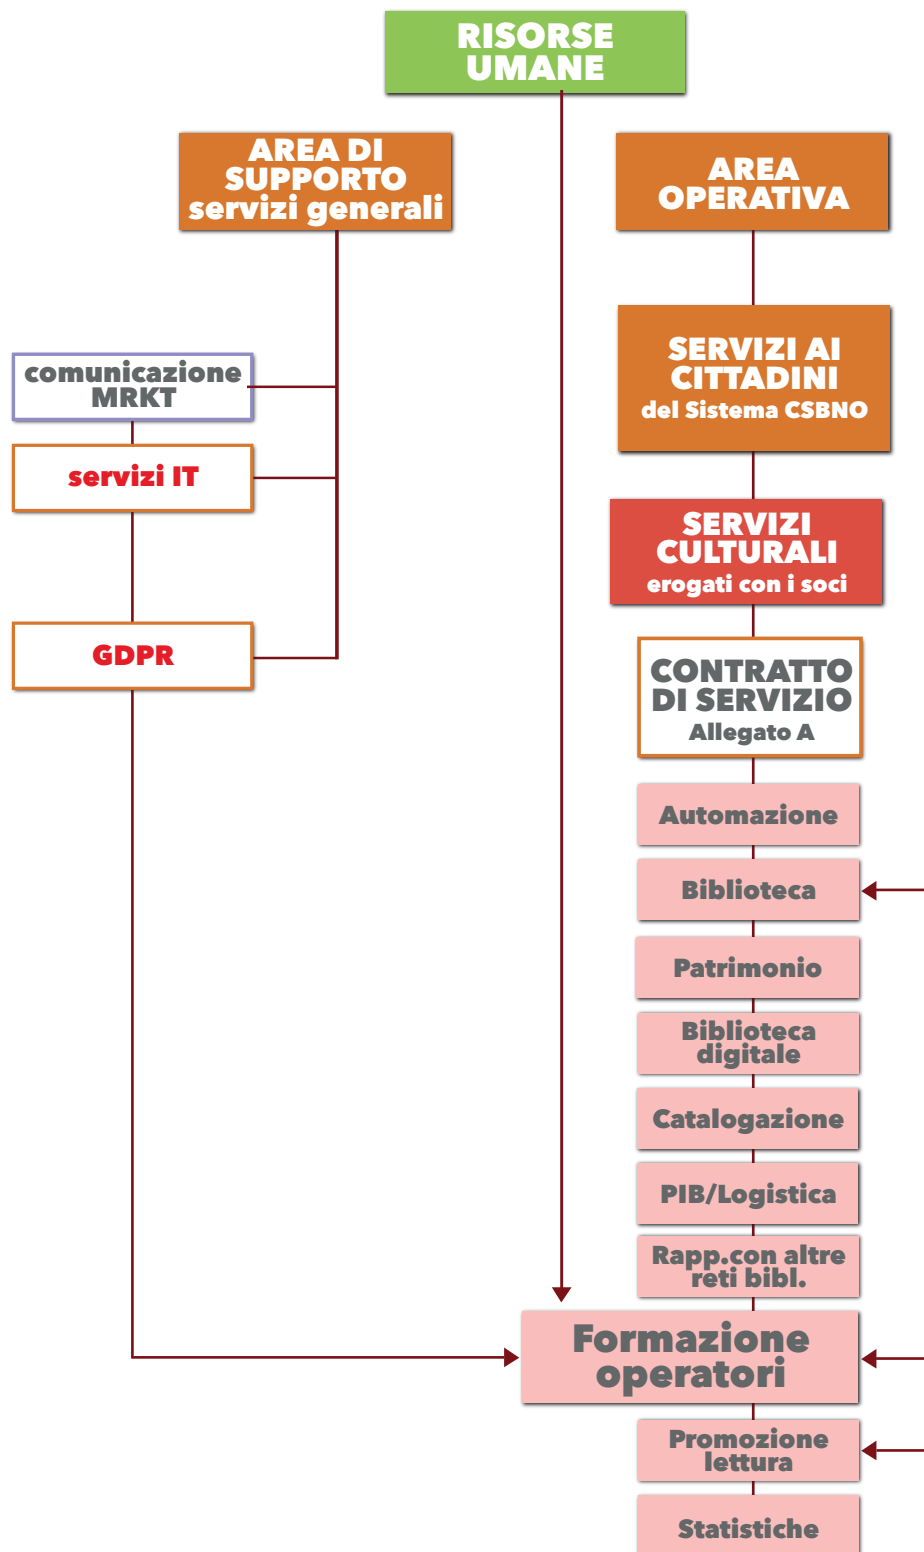 RISORSE
UMANE
AREA DI
SUPPORTO
servizi generali
AREA
OPERATIVA
SERVIZI AI
CITTADINI
del Sistema CSBNO
comunicazione
MRKT
servizi IT
SERVIZI
CULTURALI
erogati con i soci
GDPR
CONTRATTO
DI SERVIZIO
Allegato A
Automazione
Biblioteca
Patrimonio
Biblioteca
digitale
Catalogazione
PIB/Logistica
Rapp.con altre
reti bibl.
Formazione
operatori
Promozione
lettura
Statistiche